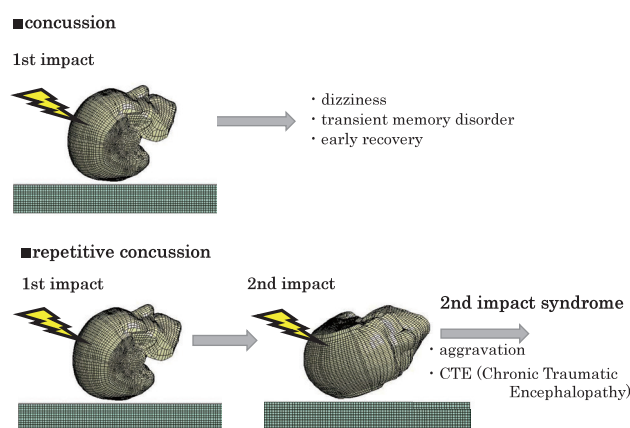 ■concussion
1st impact
・dizziness
・transient memory disorder
・early recovery
■repetitive concussion
1st impact
2nd impact
2nd impact syndrome
・aggravation
・CTE (Chronic Traumatic
Encephalopathy)